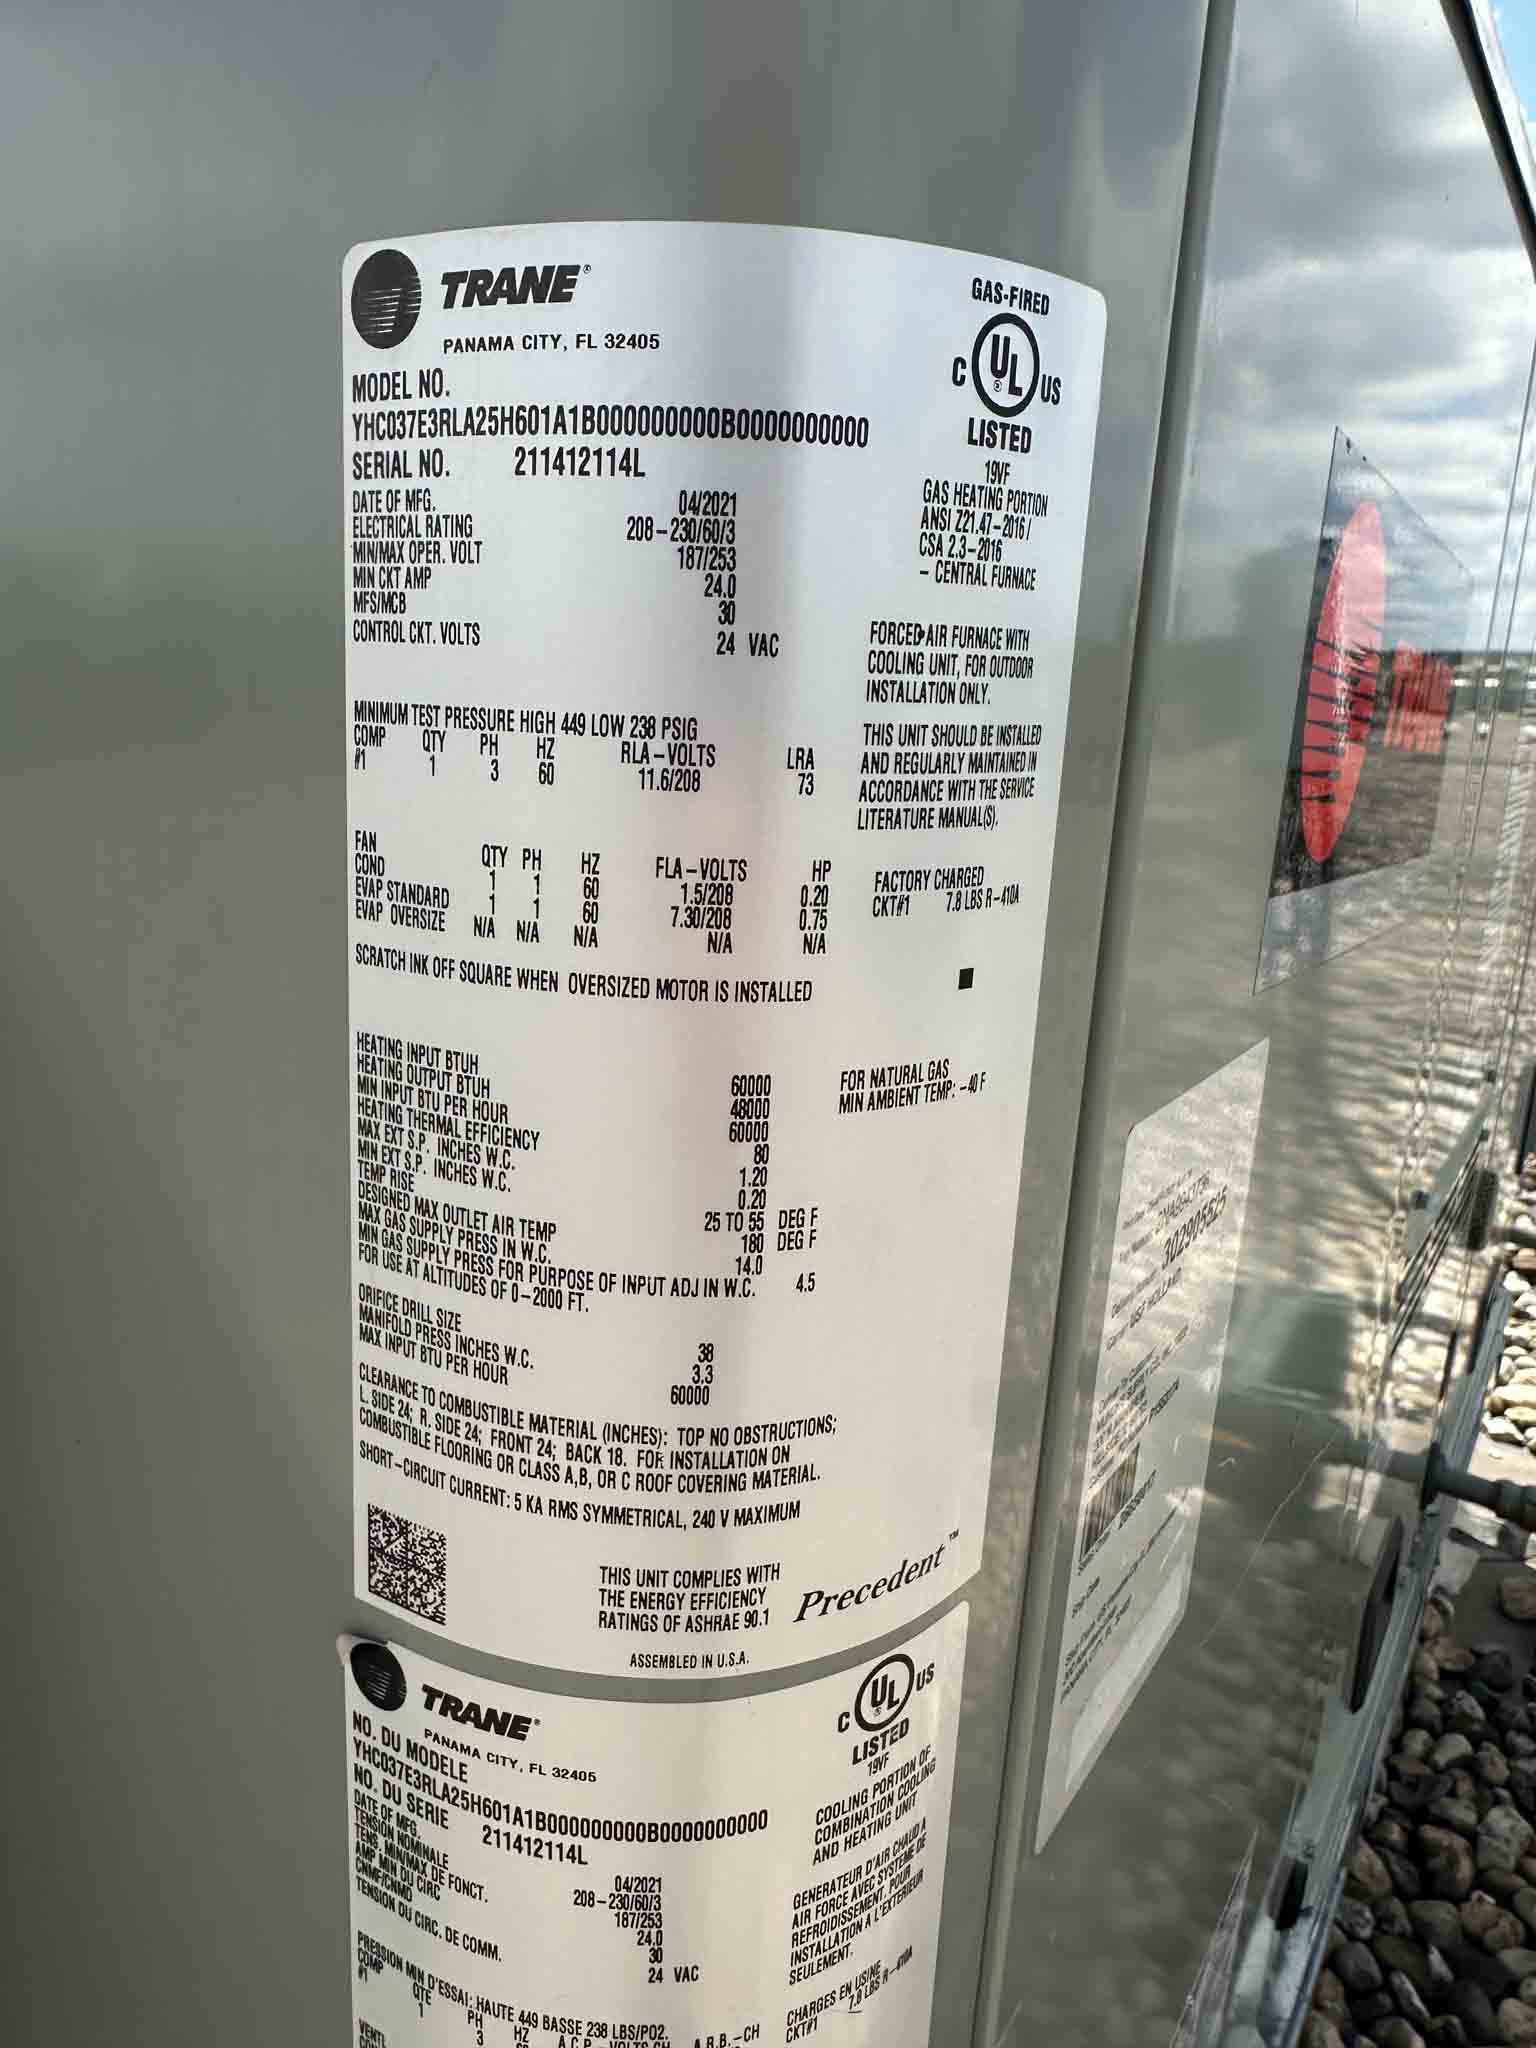 TRANE®
PANAMA CITY, FL 32405
GAS-FIRED
C UL US
LISTED
19VF
MODEL NO.
YHC037E3RLA25H601A1B000000000B0000000000
SERIAL NO. 211412114L
DATE OF MFG. 04/2021
ELECTRICAL RATING 208-230/60/3
MIN/MAX OPER. VOLT 187/253
MIN CKT AMP 24.0
MFS/MCB 30
CONTROL CKT. VOLTS 24 VAC
GAS HEATING PORTION
ANSI Z21.47-2016/
CSA 2.3-2016
- CENTRAL FURNACE
FORCED AIR FURNACE WITH
COOLING UNIT, FOR OUTDOOR
INSTALLATION ONLY.
THIS UNIT SHOULD BE INSTALLED
AND REGULARLY MAINTAINED IN
ACCORDANCE WITH THE SERVICE
LITERATURE MANUAL(S).
MINIMUM TEST PRESSURE HIGH 449 LOW 238 PSIG
COMP QTY PH HZ RLA-VOLTS LRA
#1 1 3 60 11.6/208 73
FAN QTY PH HZ FLA-VOLTS HP
COND 1 1 60 1.5/208 0.20
EVAP STANDARD 1 1 60 7.30/208 0.75
EVAP OVERSIZE N/A N/A N/A N/A N/A
FACTORY CHARGED
CKT#1 7.8 LBS R-410A
SCRATCH INK OFF SQUARE WHEN OVERSIZED MOTOR IS INSTALLED
HEATING INPUT BTUH 60000
HEATING OUTPUT BTUH 48000
MIN INPUT BTU PER HOUR 60000
HEATING THERMAL EFFICIENCY 80
MAX EXT S.P. INCHES W.C. 1.20
MIN EXT S.P. INCHES W.C. 0.20
TEMP RISE 25 TO 55 DEG F
DESIGNED MAX OUTLET AIR TEMP 180 DEG F
MAX GAS SUPPLY PRESS IN W.C. 14.0
MIN GAS SUPPLY PRESS FOR PURPOSE OF INPUT ADJ IN W.C. 4.5
FOR USE AT ALTITUDES OF 0-2000 FT.
FOR NATURAL GAS
MIN AMBIENT TEMP: -40 F
ORIFICE DRILL SIZE 38
MANIFOLD PRESS INCHES W.C. 3.3
MAX INPUT BTU PER HOUR 60000
CLEARANCE TO COMBUSTIBLE MATERIAL (INCHES): TOP NO OBSTRUCTIONS;
L. SIDE 24; R. SIDE 24; FRONT 24; BACK 18. FOR INSTALLATION ON
COMBUSTIBLE FLOORING OR CLASS A,B, OR C ROOF COVERING MATERIAL.
SHORT-CIRCUIT CURRENT: 5 KA RMS SYMMETRICAL, 240 V MAXIMUM
THIS UNIT COMPLIES WITH
THE ENERGY EFFICIENCY
RATINGS OF ASHRAE 90.1
Precedent™
ASSEMBLED IN U.S.A.
TRANE®
PANAMA CITY, FL 32405
C UL US
LISTED
19VF
NO. DU MODELE
YHC037E3RLA25H601A1B000000000B0000000000
NO. DU SERIE 211412114L
DATE OF MFG. 04/2021
TENSION NOMINALE 208-230/60/3
TENS. MIN/MAX DE FONCT. 187/253
AMP MIN DU CIRC 24.0
CNMF/CNMD 30
TENSION DU CIRC. DE COMM. 24 VAC
COOLING PORTION OF
COMBINATION COOLING
AND HEATING UNIT
GENERATEUR D'AIR CHAUD A
AIR FORCE AVEC SYSTEME DE
REFROIDISSEMENT. POUR
INSTALLATION A L'EXTERIEUR
SEULEMENT.
PRESSION MIN D'ESSAI: HAUTE 449 BASSE 238 LBS/PO2.
COMP QTE PH HZ
#1 1 3
CHARGES EN USINE
CKT#1 7.8 LBS R-410A
302905525